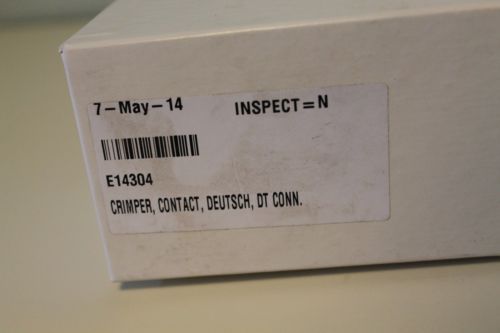 7-May-14 INSPECT=N
E14304
CRIMPER, CONTACT, DEUTSCH, DT CONN.